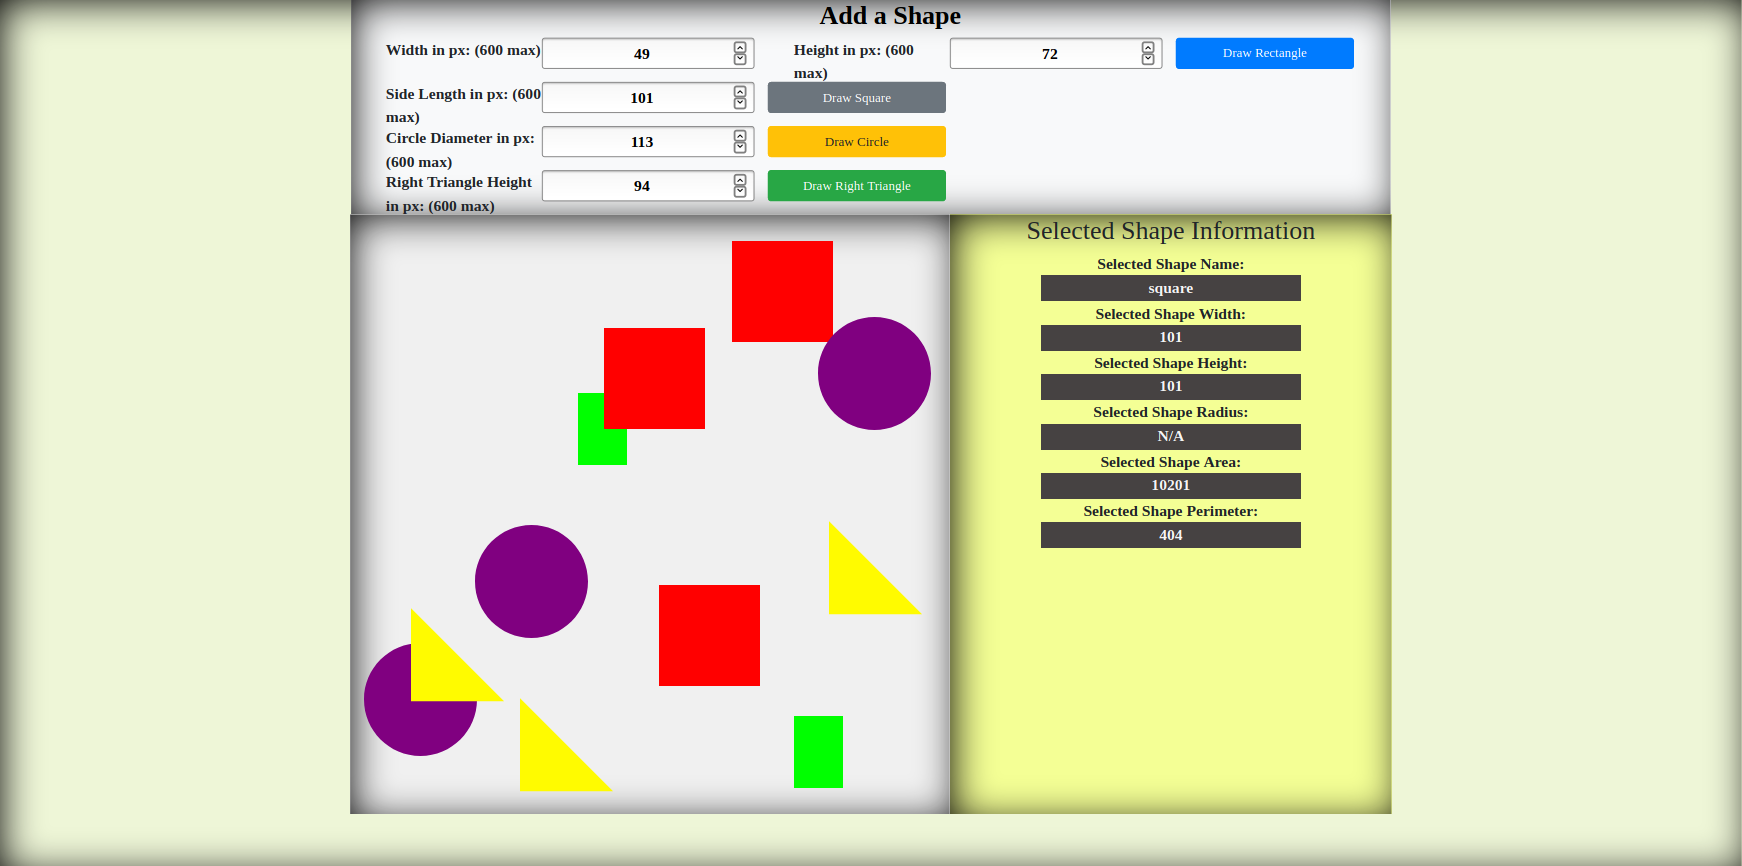 Add a Shape
Width in px: (600 max)
49
Height in px: (600
max)
72
Draw Rectangle
Side Length in px: (600
max)
101
Draw Square
Circle Diameter in px:
(600 max)
113
Draw Circle
Right Triangle Height
in px: (600 max)
94
Draw Right Triangle
Selected Shape Information
Selected Shape Name:
square
Selected Shape Width:
101
Selected Shape Height:
101
Selected Shape Radius:
N/A
Selected Shape Area:
10201
Selected Shape Perimeter:
404